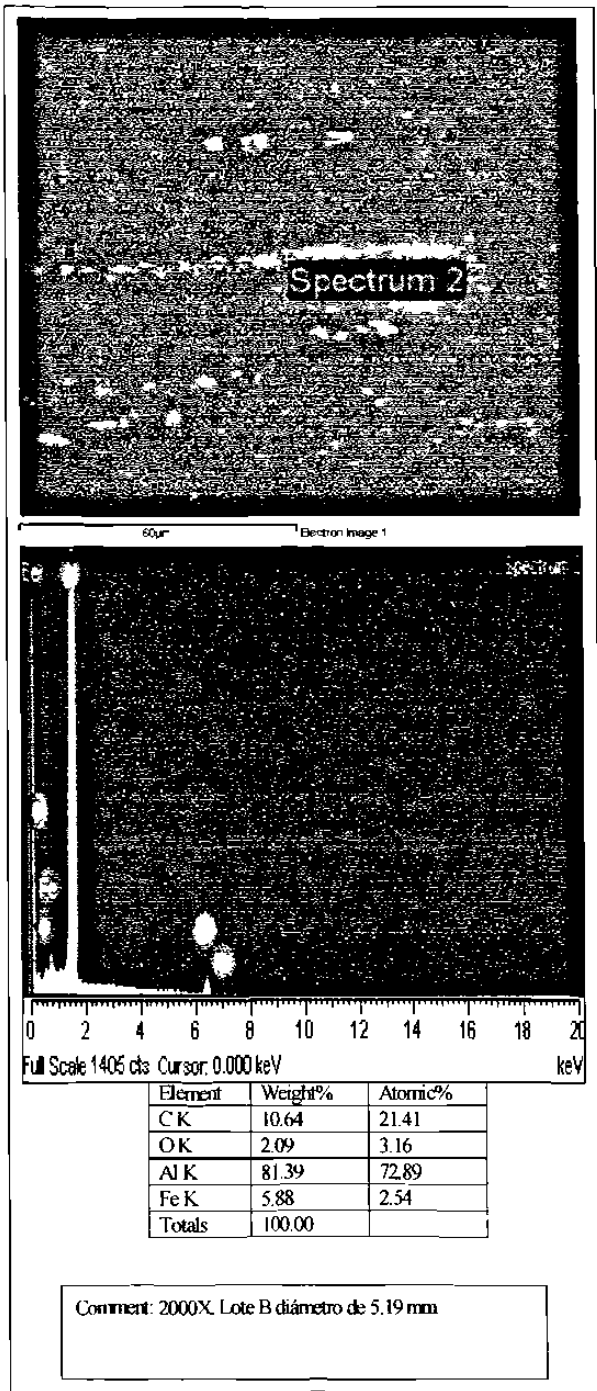 Spectrum 2
60µm Electron Image 1
0 2 4 6 8 10 12 14 16 18 20
Full Scale 1405 cts Cursor: 0.000 keV keV
Element Weight% Atomic%
C K 10.64 21.41
O K 2.09 3.16
Al K 81.39 72.89
Fe K 5.88 2.54
Totals 100.00
Comment: 2000X. Lote B diámetro de 5.19 mm